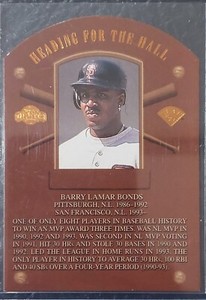 HEADING FOR THE HALL
BARRY LAMAR BONDS
PITTSBURGH, N.L. 1986-1992
SAN FRANCISCO, N.L. 1993-
ONE OF ONLY EIGHT PLAYERS IN BASEBALL HISTORY
TO WIN AN MVP AWARD THREE TIMES. WAS NL MVP IN
1990, 1992 AND 1993. WAS SECOND IN NL MVP VOTING
IN 1991. HIT 30 HRS AND STOLE 30 BASES IN 1990 AND
1992. LED THE LEAGUE IN HOME RUNS IN 1993. THE
ONLY PLAYER IN HISTORY TO AVERAGE 30 HRS, 100 RBI
AND 40 SB'S OVER A FOUR-YEAR PERIOD (1990-93).